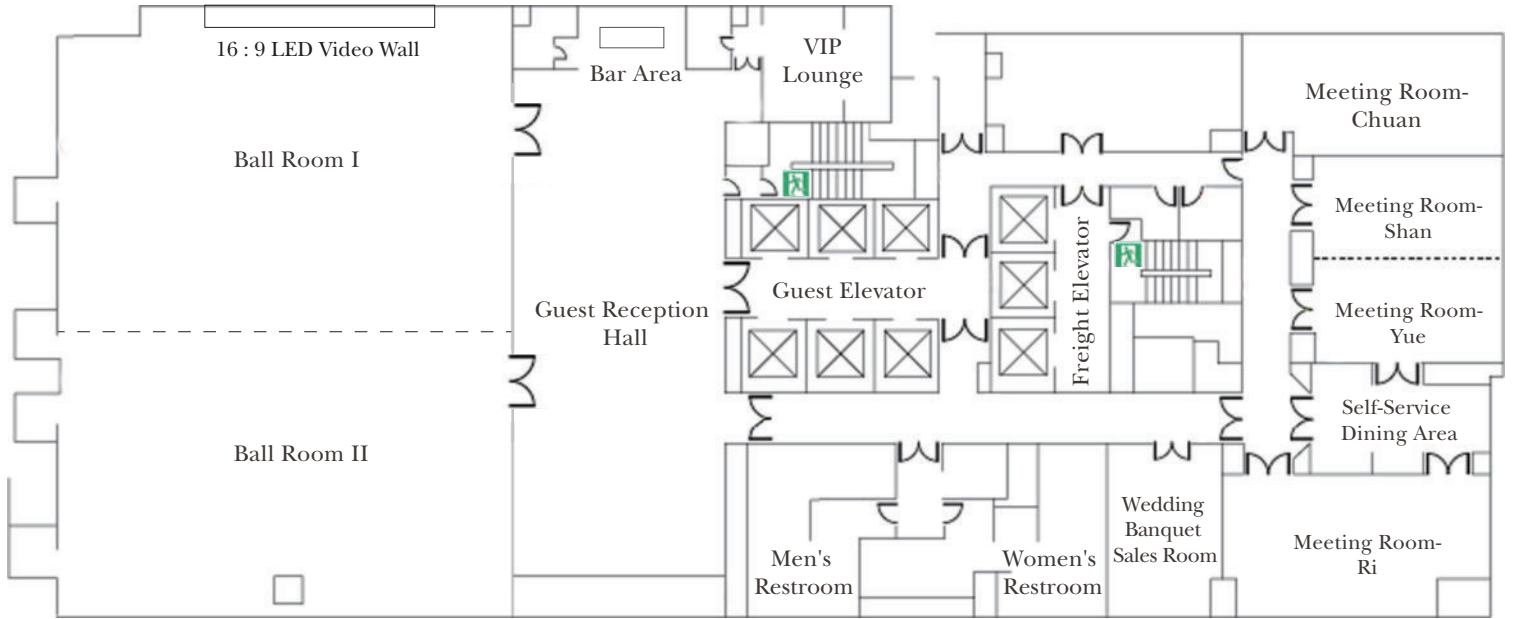 16 : 9 LED Video Wall
Bar Area
VIP
Lounge
Meeting Room-
Chuan
Ball Room I
Meeting Room-
Shan
Guest Elevator
Freight Elevator
Guest Reception
Hall
Meeting Room-
Yue
Self-Service
Dining Area
Ball Room II
Men's
Restroom
Women's
Restroom
Wedding
Banquet
Sales Room
Meeting Room-
Ri